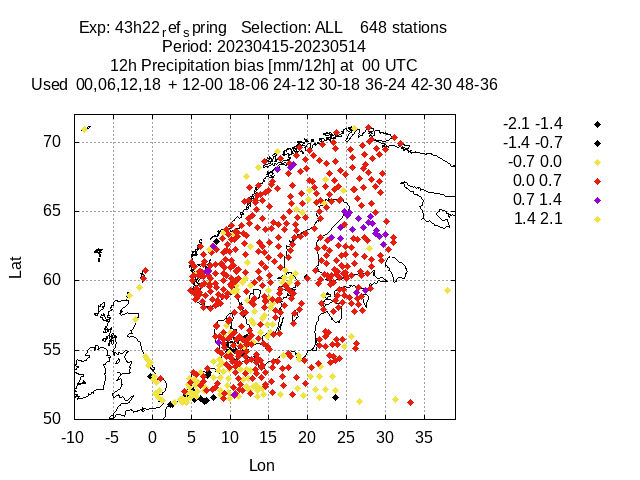 Exp: 43h22refspring   Selection: ALL    648 stations
Period: 20230415-20230514
12h Precipitation bias [mm/12h] at  00 UTC
Used  00,06,12,18  + 12-00 18-06 24-12 30-18 36-24 42-30 48-36
-2.1 -1.4
-1.4 -0.7
-0.7 0.0
0.0 0.7
0.7 1.4
1.4 2.1
70
65
60
55
50
Lat
-10 -5 0 5 10 15 20 25 30 35
Lon